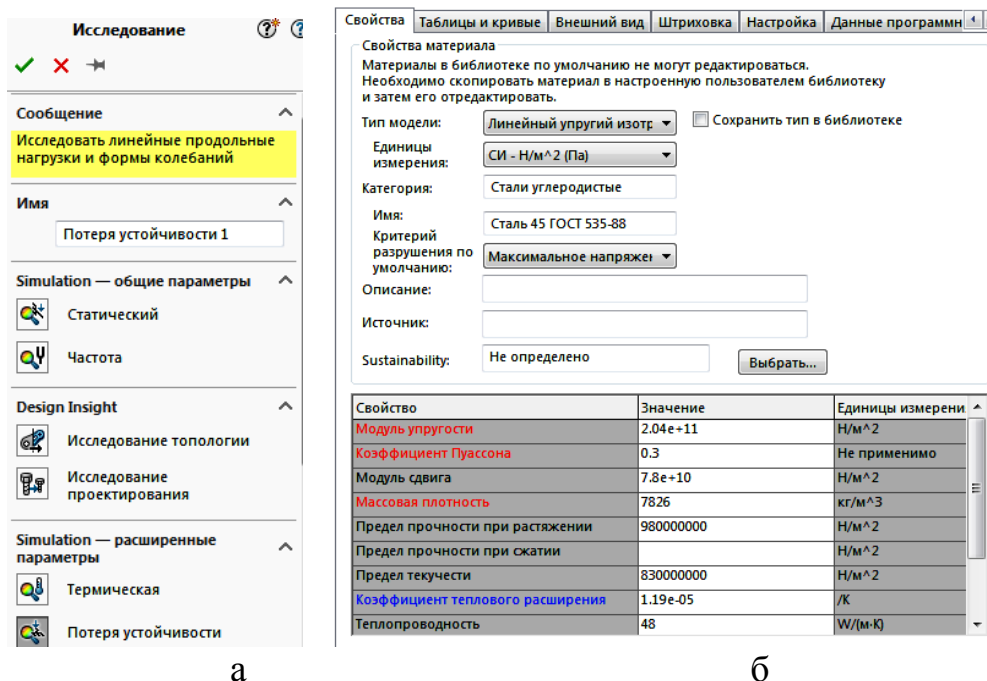 Исследование
Сообщение
Исследовать линейные продольные
нагрузки и формы колебаний
Имя
Потеря устойчивости 1
Simulation — общие параметры
Статический
Частота
Design Insight
Исследование топологии
Исследование
проектирования
Simulation — расширенные
параметры
Термическая
Потеря устойчивости
а
Свойства Таблицы и кривые Внешний вид Штриховка Настройка Данные программн
Свойства материала
Материалы в библиотеке по умолчанию не могут редактироваться.
Необходимо скопировать материал в настроенную пользователем библиотеку
и затем его отредактировать.
Тип модели: Линейный упругий изотр Сохранить тип в библиотеке
Единицы
измерения: СИ - Н/м^2 (Па)
Категория: Стали углеродистые
Имя: Сталь 45 ГОСТ 535-88
Критерий
разрушения по
умолчанию: Максимальное напряжен
Описание:
Источник:
Sustainability: Не определено Выбрать...
Свойство Значение Единицы измерени
Модуль упругости 2.04e+11 Н/м^2
Коэффициент Пуассона 0.3 Не применимо
Модуль сдвига 7.8e+10 Н/м^2
Массовая плотность 7826 кг/м^3
Предел прочности при растяжении 980000000 Н/м^2
Предел прочности при сжатии Н/м^2
Предел текучести 830000000 Н/м^2
Коэффициент теплового расширения 1.19e-05 /K
Теплопроводность 48 W/(m·K)
б